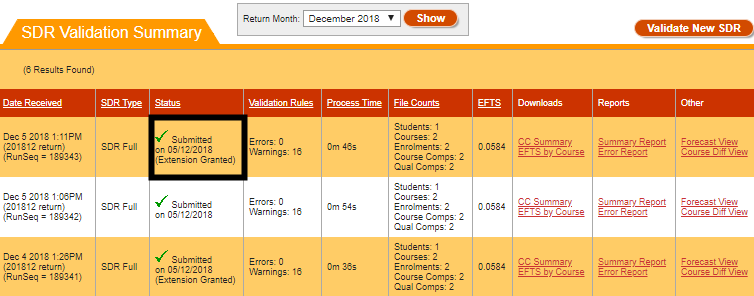 Return Month: December 2018 Show
SDR Validation Summary
Validate New SDR
(6 Results Found)
Date Received SDR Type Status Validation Rules Process Time File Counts EFTS Downloads Reports Other
Dec 5 2018 1:11PM
(201812 return)
(RunSeq = 189343)
SDR Full
Submitted
on 05/12/2018
(Extension Granted)
Errors: 0
Warnings: 16
0m 46s
Students: 1
Courses: 2
Enrolments: 2
Course Comps: 2
Qual Comps: 2
0.0584
CC Summary
EFTS by Course
Summary Report
Error Report
Forecast View
Course Diff View
Dec 5 2018 1:06PM
(201812 return)
(RunSeq = 189342)
SDR Full
Submitted
on 05/12/2018
Errors: 0
Warnings: 16
0m 54s
Students: 1
Courses: 2
Enrolments: 2
Course Comps: 2
Qual Comps: 2
0.0584
CC Summary
EFTS by Course
Summary Report
Error Report
Forecast View
Course Diff View
Dec 4 2018 1:26PM
(201812 return)
(RunSeq = 189341)
SDR Full
Submitted
on 05/12/2018
(Extension Granted)
Errors: 0
Warnings: 16
0m 36s
Students: 1
Courses: 2
Enrolments: 2
Course Comps: 2
Qual Comps: 2
0.0584
CC Summary
EFTS by Course
Summary Report
Error Report
Forecast View
Course Diff View